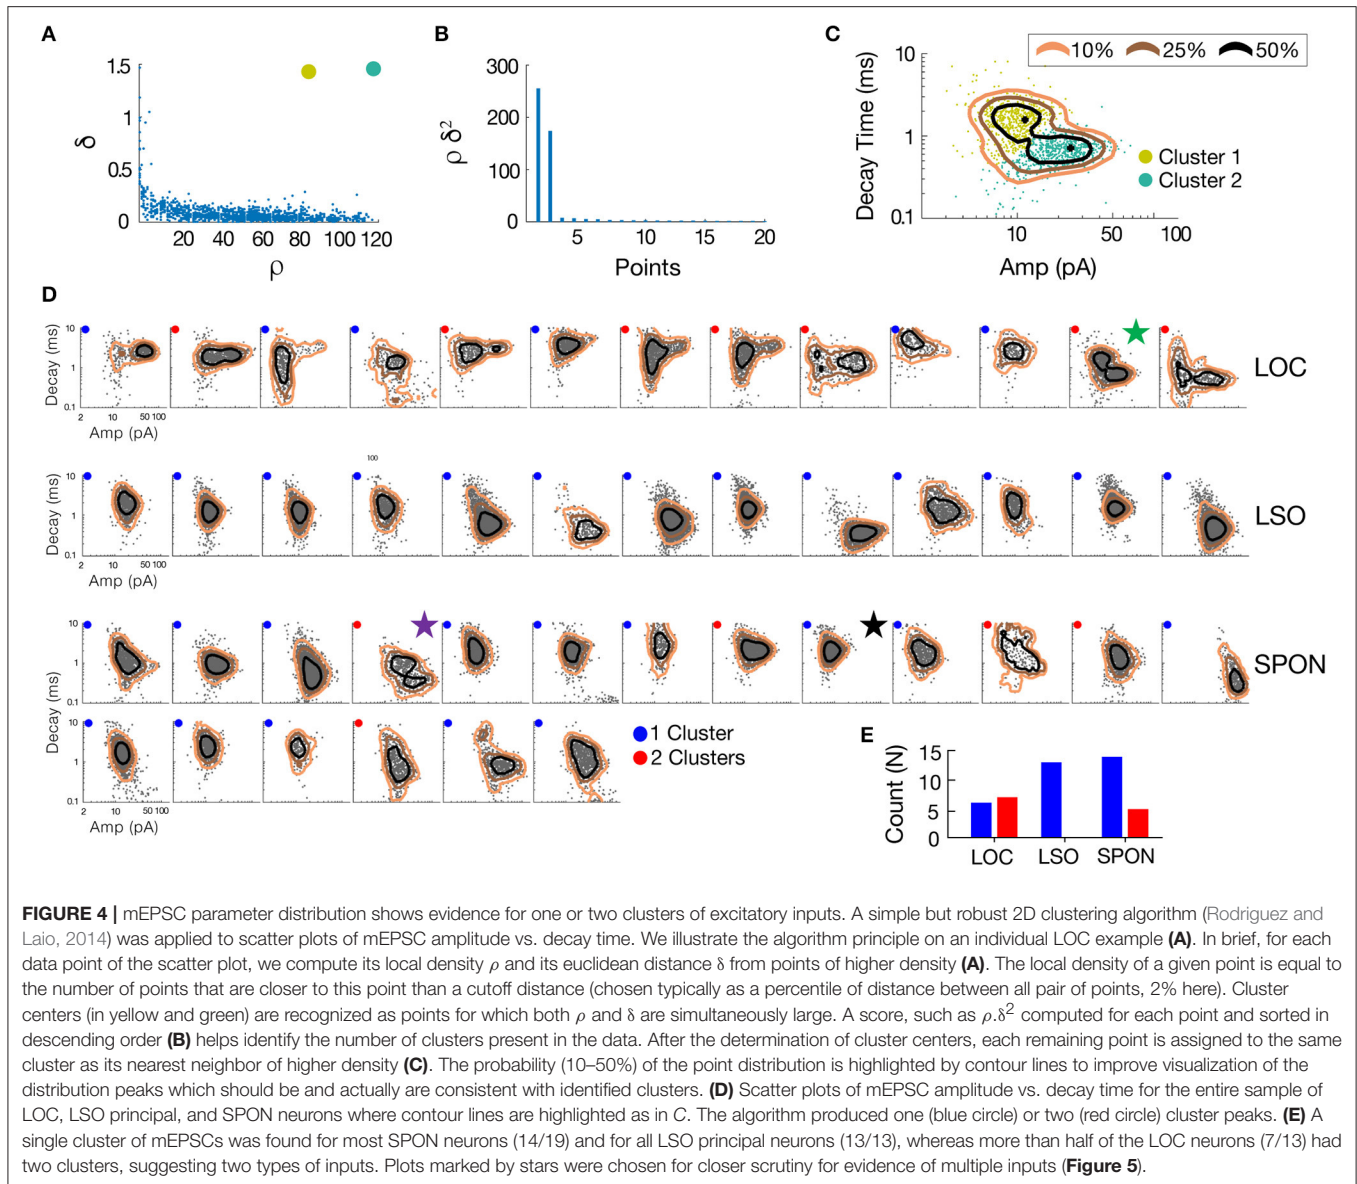 A
1.5
1
0.5
0
δ
20 40 60 80 100 120
ρ
B
300
200
100
0
ρ δ²
5 10 15 20
Points
C
10% 25% 50%
10
1
0.1
Decay Time (ms)
Cluster 1
Cluster 2
10 50 100
Amp (pA)
D
10
1
0.1
Decay (ms)
2 10 50 100
Amp (pA)
LOC
100
10
1
0.1
Decay (ms)
2 10 50 100
Amp (pA)
LSO
10
1
0.1
Decay (ms)
SPON
10
1
0.1
2 10 50 100
Amp (pA)
1 Cluster
2 Clusters
E
15
10
5
0
Count (N)
LOC LSO SPON
FIGURE 4 | mEPSC parameter distribution shows evidence for one or two clusters of excitatory inputs. A simple but robust 2D clustering algorithm (Rodriguez and
Laio, 2014) was applied to scatter plots of mEPSC amplitude vs. decay time. We illustrate the algorithm principle on an individual LOC example (A). In brief, for each
data point of the scatter plot, we compute its local density ρ and its euclidean distance δ from points of higher density (A). The local density of a given point is equal to
the number of points that are closer to this point than a cutoff distance (chosen typically as a percentile of distance between all pair of points, 2% here). Cluster
centers (in yellow and green) are recognized as points for which both ρ and δ are simultaneously large. A score, such as ρ.δ² computed for each point and sorted in
descending order (B) helps identify the number of clusters present in the data. After the determination of cluster centers, each remaining point is assigned to the same
cluster as its nearest neighbor of higher density (C). The probability (10–50%) of the point distribution is highlighted by contour lines to improve visualization of the
distribution peaks which should be and actually are consistent with identified clusters. (D) Scatter plots of mEPSC amplitude vs. decay time for the entire sample of
LOC, LSO principal, and SPON neurons where contour lines are highlighted as in C. The algorithm produced one (blue circle) or two (red circle) cluster peaks. (E) A
single cluster of mEPSCs was found for most SPON neurons (14/19) and for all LSO principal neurons (13/13), whereas more than half of the LOC neurons (7/13) had
two clusters, suggesting two types of inputs. Plots marked by stars were chosen for closer scrutiny for evidence of multiple inputs (Figure 5).